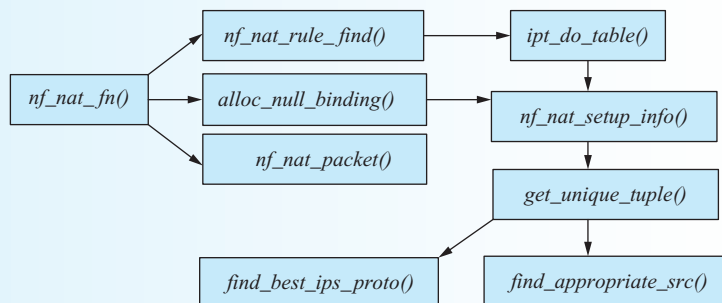 nf_nat_rule_find()
ipt_do_table()
nf_nat_fn()
alloc_null_binding()
nf_nat_setup_info()
nf_nat_packet()
get_unique_tuple()
find_best_ips_proto()
find_appropriate_src()